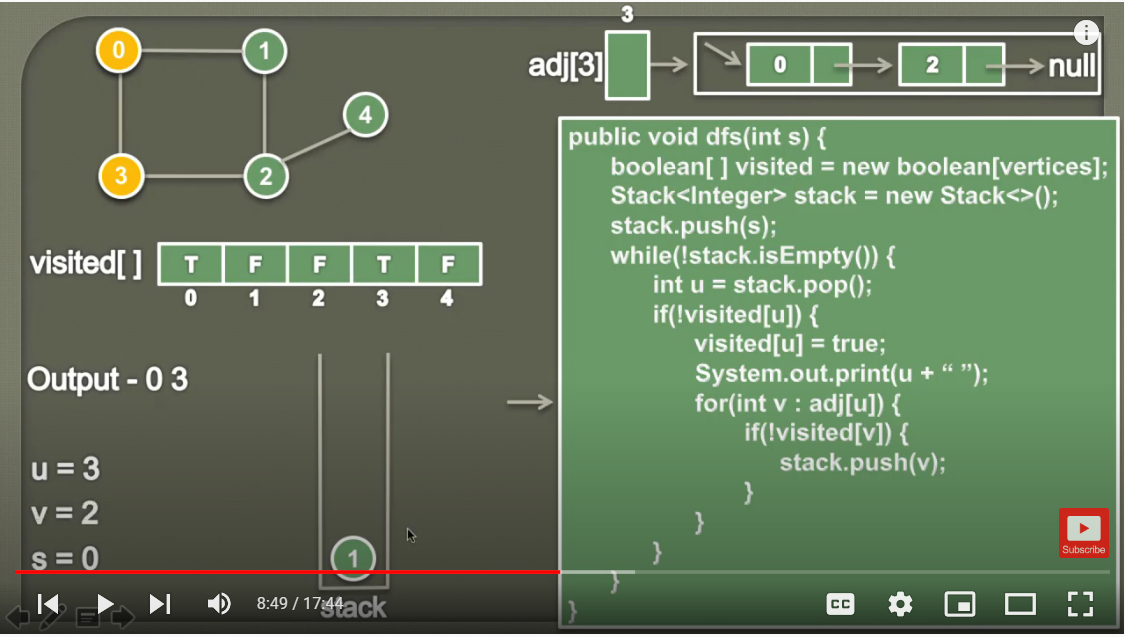 0 1
4
3 2
3
adj[3] 0 2 null
visited[ ] T F F T F
0 1 2 3 4
Output - 0 3
u = 3
v = 2
s = 0
1
stack
public void dfs(int s) {
boolean[ ] visited = new boolean[vertices];
Stack<Integer> stack = new Stack<>();
stack.push(s);
while(!stack.isEmpty()) {
int u = stack.pop();
if(!visited[u]) {
visited[u] = true;
System.out.print(u + “ ”);
for(int v : adj[u]) {
if(!visited[v]) {
stack.push(v);
}
}
}
}
}
i
Subscribe
8:49 / 17:44
CC